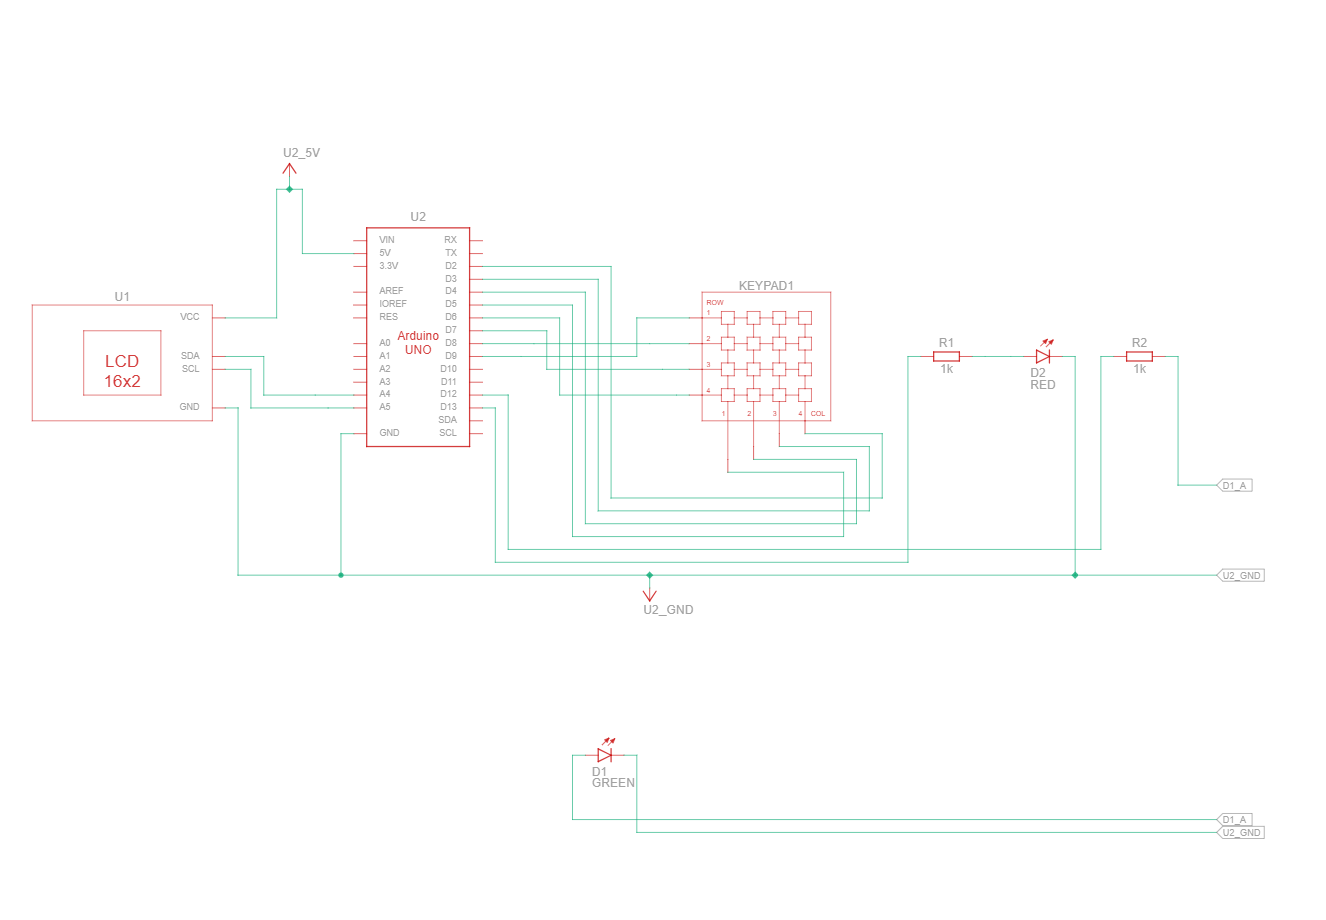 U2_5V
U2
VIN
5V
3.3V
AREF
IOREF
RES
A0
A1
A2
A3
A4
A5
GND
Arduino
UNO
RX
TX
D2
D3
D4
D5
D6
D7
D8
D9
D10
D11
D12
D13
SDA
SCL
U1
VCC
SDA
SCL
GND
LCD
16x2
KEYPAD1
ROW
1
2
3
4
1 2 3 4 COL
R1
1k
D2
RED
R2
1k
D1_A
U2_GND
U2_GND
D1
GREEN
D1_A
U2_GND